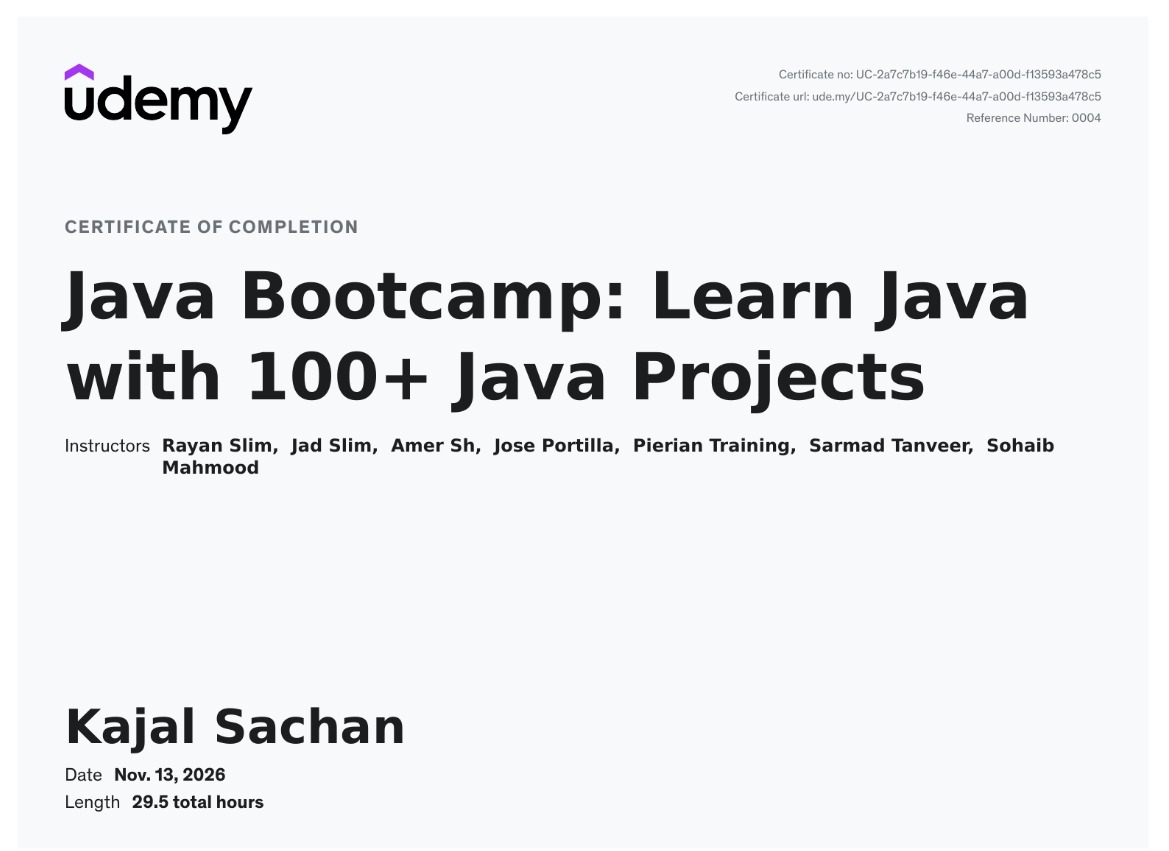 udemy
Certificate no: UC-2a7c7b19-f46e-44a7-a00d-f13593a478c5
Certificate url: ude.my/UC-2a7c7b19-f46e-44a7-a00d-f13593a478c5
Reference Number: 0004
CERTIFICATE OF COMPLETION
Java Bootcamp: Learn Java
with 100+ Java Projects
Instructors Rayan Slim, Jad Slim, Amer Sh, Jose Portilla, Pierian Training, Sarmad Tanveer, Sohaib
Mahmood
Kajal Sachan
Date Nov. 13, 2026
Length 29.5 total hours